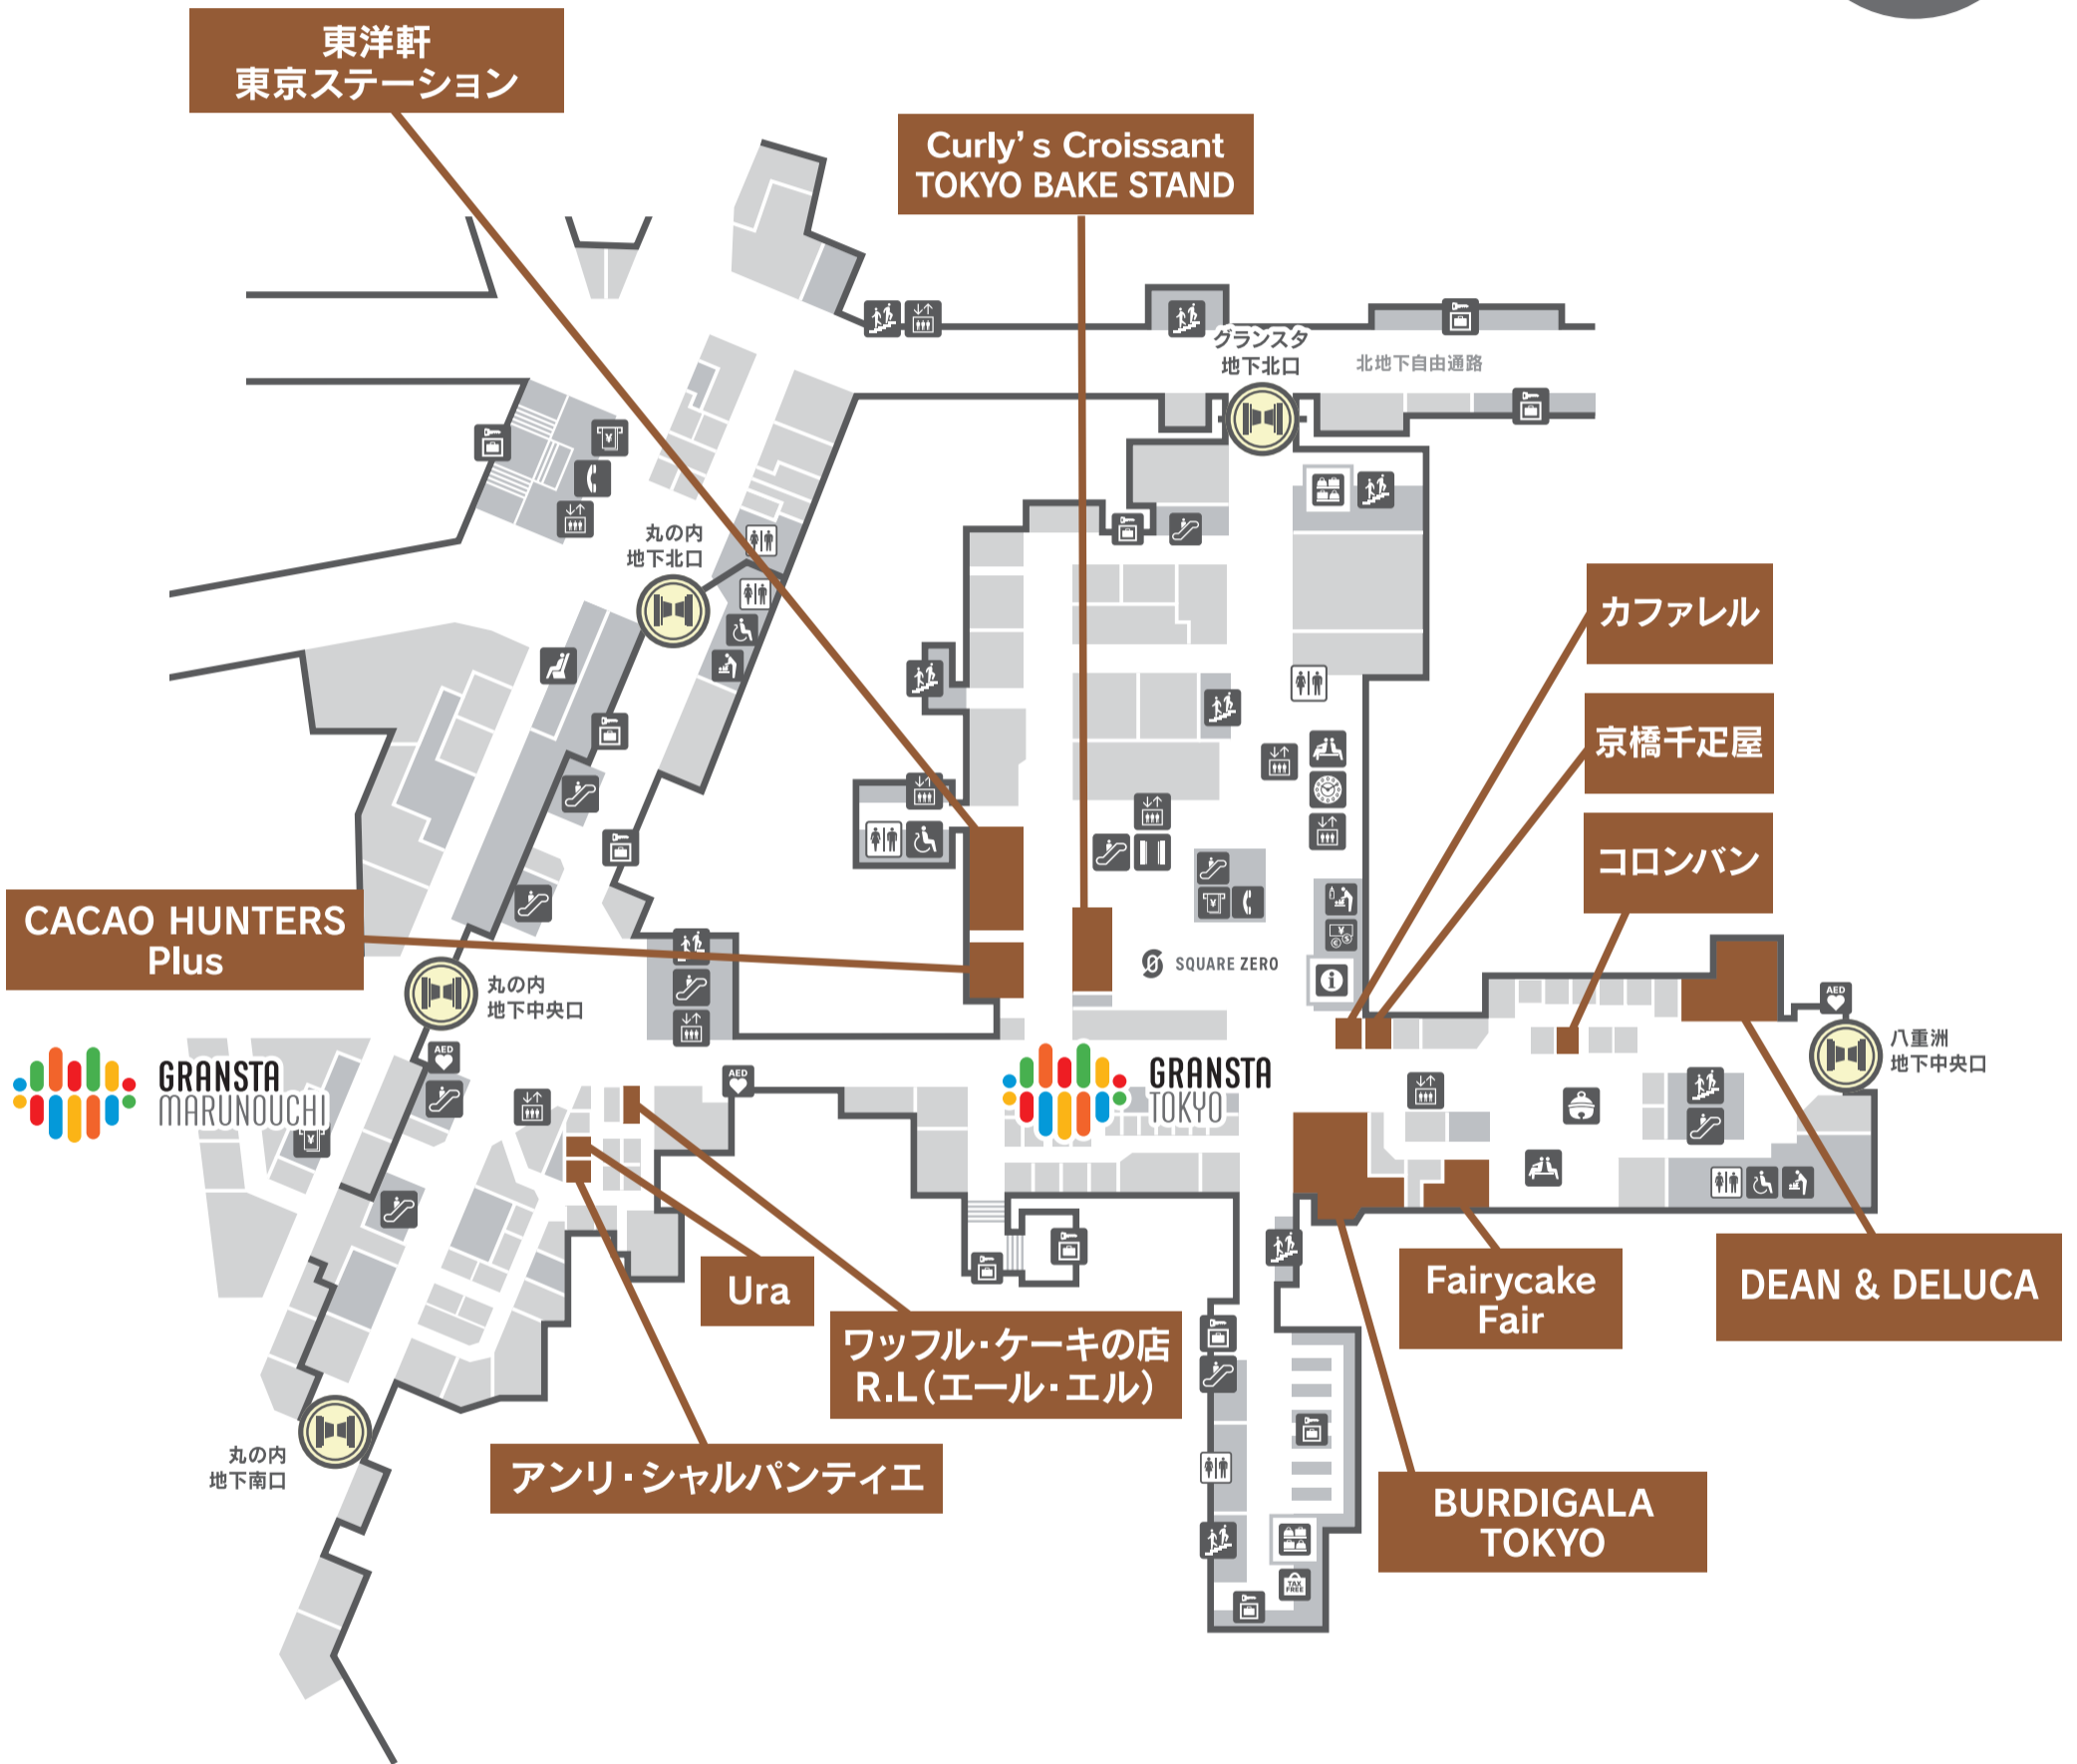 東洋軒
東京ステーション
Curly’s Croissant
TOKYO BAKE STAND
グランスタ
地下北口
北地下自由通路
丸の内
地下北口
カファレル
京橋千疋屋
コロンバン
CACAO HUNTERS
Plus
SQUARE ZERO
丸の内
地下中央口
AED
八重洲
地下中央口
GRANSTA
MARUNOUCHI
AED
AED
GRANSTA
TOKYO
Ura
ワッフル・ケーキの店
R.L(エール・エル)
Fairycake
Fair
DEAN & DELUCA
アンリ・シャルパンティエ
丸の内
地下南口
BURDIGALA
TOKYO
TAX
FREE